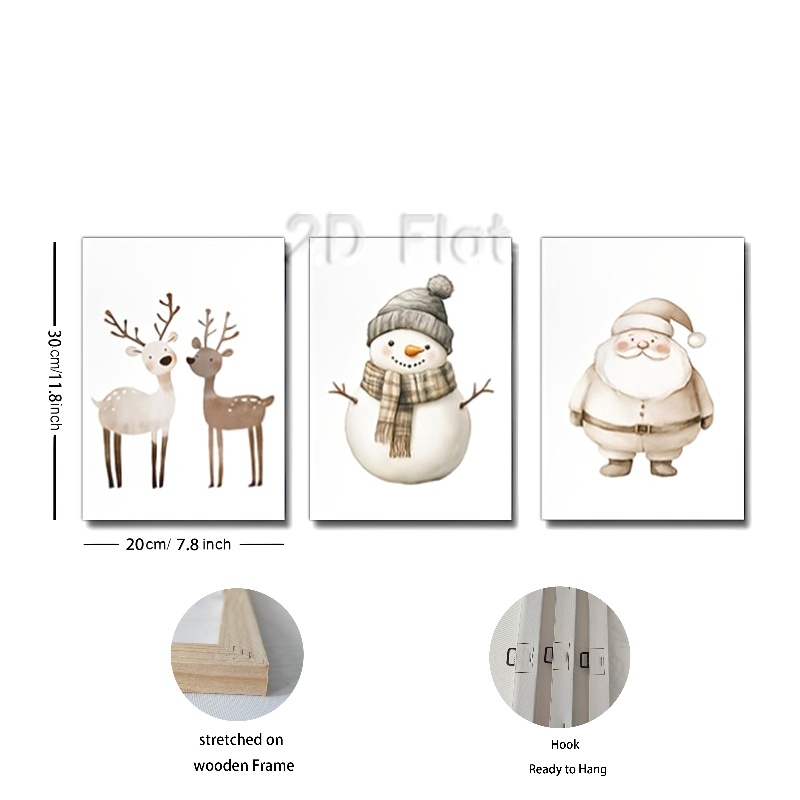 2D Flat
30cm/11.8inch
20cm/ 7.8 inch
stretched on
wooden Frame
Hook
Ready to Hang